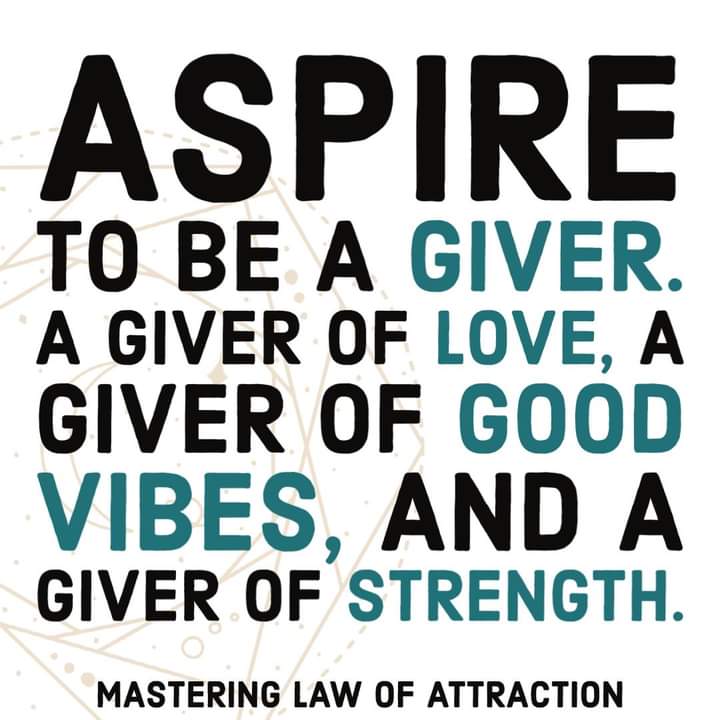 ASPIRE
TO BE A GIVER.
A GIVER OF LOVE, A
GIVER OF GOOD
VIBES, AND A
GIVER OF STRENGTH.
MASTERING LAW OF ATTRACTION